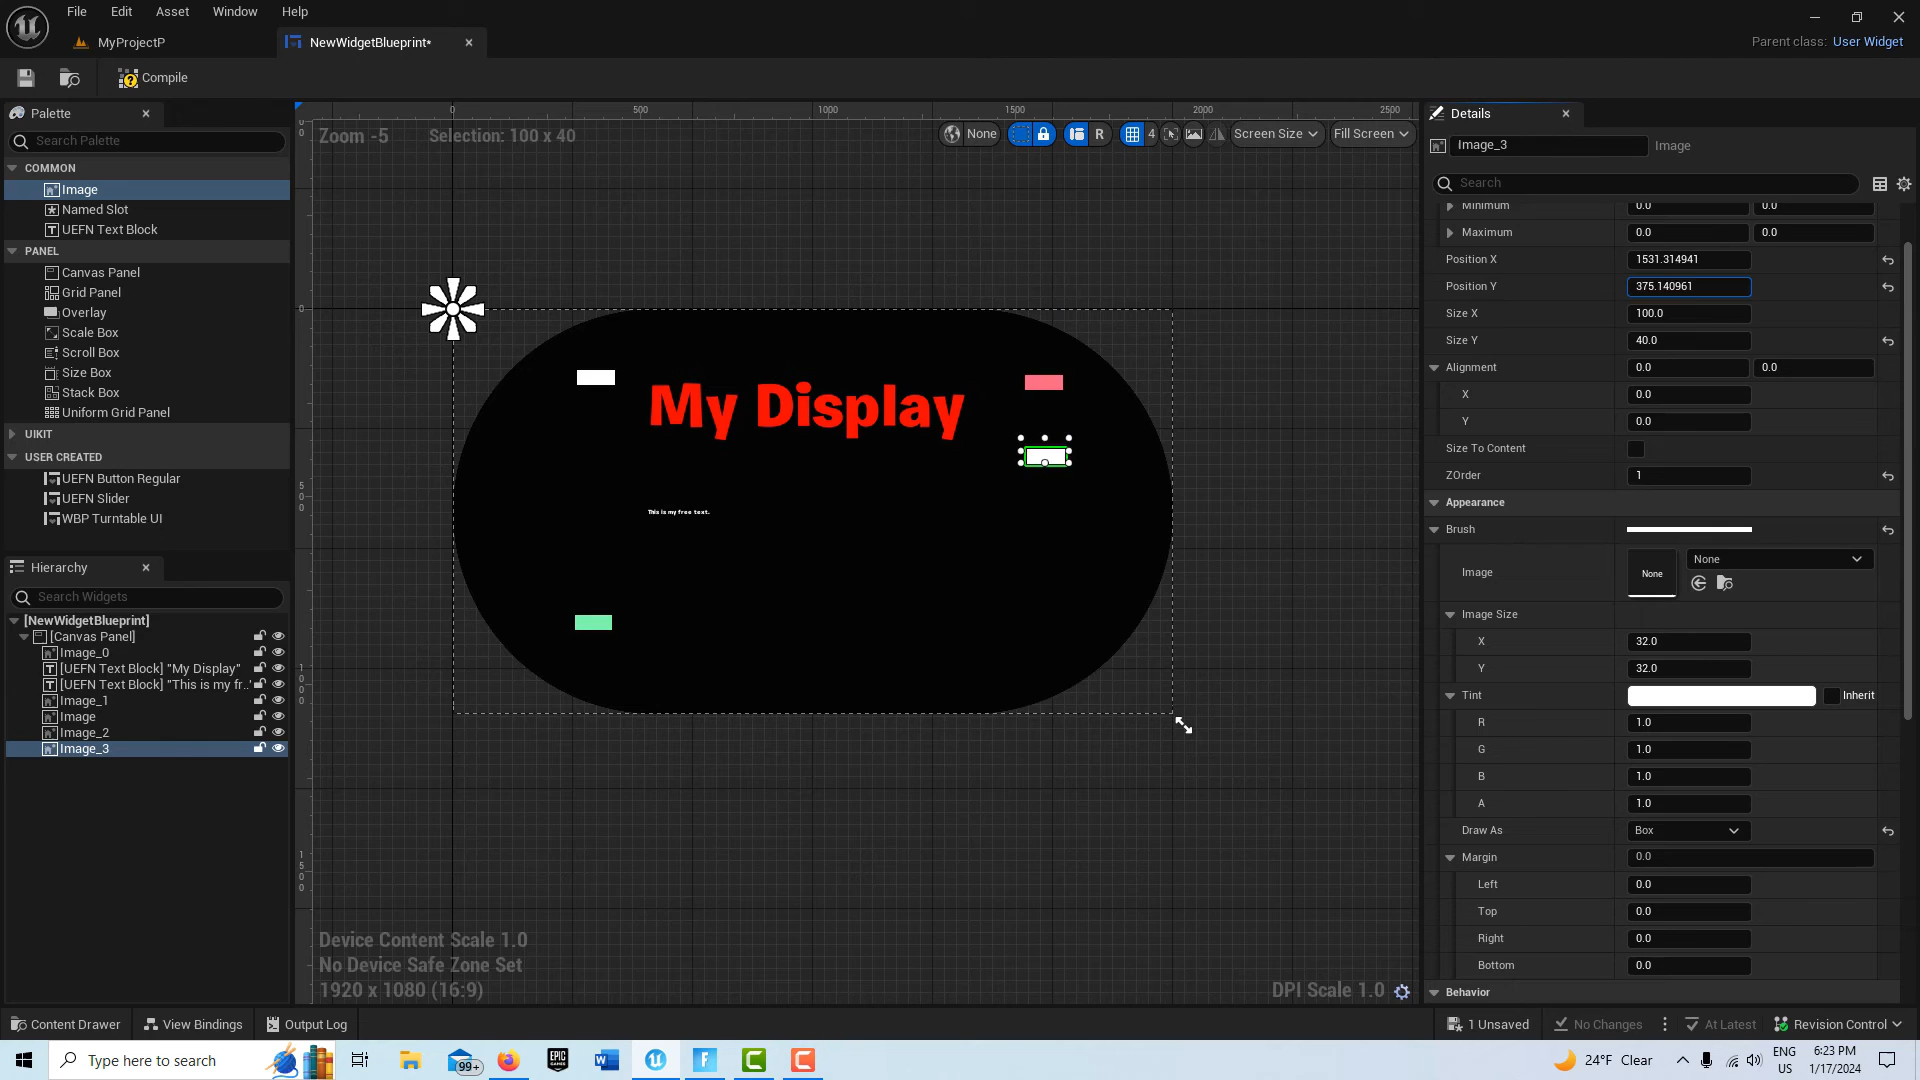 File Edit Asset Window Help
MyProjectP
NewWidgetBlueprint*
Parent class: User Widget
Compile
Palette
Search Palette
COMMON
Image
Named Slot
UEFN Text Block
PANEL
Canvas Panel
Grid Panel
Overlay
Scale Box
Scroll Box
Size Box
Stack Box
Uniform Grid Panel
UIKIT
USER CREATED
UEFN Button Regular
UEFN Slider
WBP Turntable UI
Hierarchy
Search Widgets
[NewWidgetBlueprint]
[Canvas Panel]
Image_0
[UEFN Text Block] "My Display"
[UEFN Text Block] "This is my fr..'
Image_1
Image
Image_2
Image_3
0 500 1000 1500 2000 2500
Zoom -5 Selection: 100 x 40
None R 4 Screen Size Fill Screen
0
0
500
1000
1500
My Display
This is my free text.
Device Content Scale 1.0
No Device Safe Zone Set
1920 x 1080 (16:9)
DPI Scale 1.0
Details
Image_3 Image
Search
Minimum 0.0 0.0
Maximum 0.0 0.0
Position X 1531.314941
Position Y 375.140961
Size X 100.0
Size Y 40.0
Alignment 0.0 0.0
X 0.0
Y 0.0
Size To Content
ZOrder 1
Appearance
Brush
Image None None
Image Size
X 32.0
Y 32.0
Tint Inherit
R 1.0
G 1.0
B 1.0
A 1.0
Draw As Box
Margin 0.0
Left 0.0
Top 0.0
Right 0.0
Bottom 0.0
Behavior
Content Drawer View Bindings Output Log
1 Unsaved No Changes At Latest Revision Control
Type here to search
99+
EPIC GAMES
24°F Clear
ENG
US
6:23 PM
1/17/2024